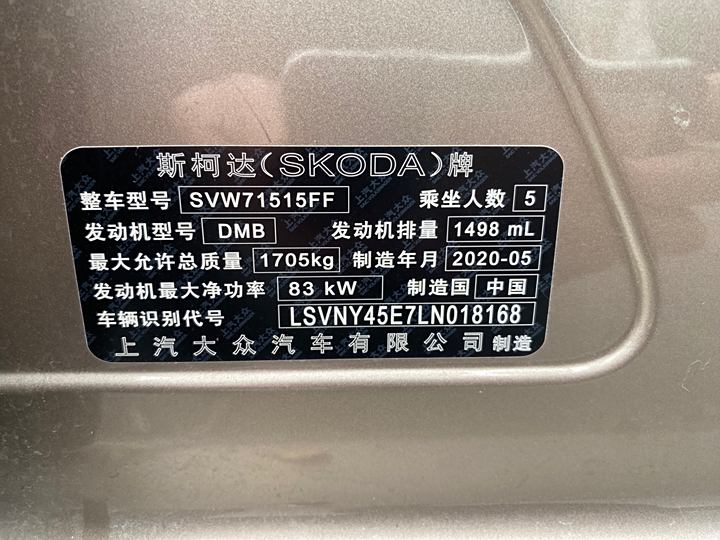 斯柯达(SKODA)牌
整车型号 SVW71515FF 乘坐人数 5
发动机型号 DMB 发动机排量 1498 mL
最大允许总质量 1705kg 制造年月 2020-05
发动机最大净功率 83 kW 制造国 中国
车辆识别代号 LSVNY45E7LN018168
上汽大众汽车有限公司 制造